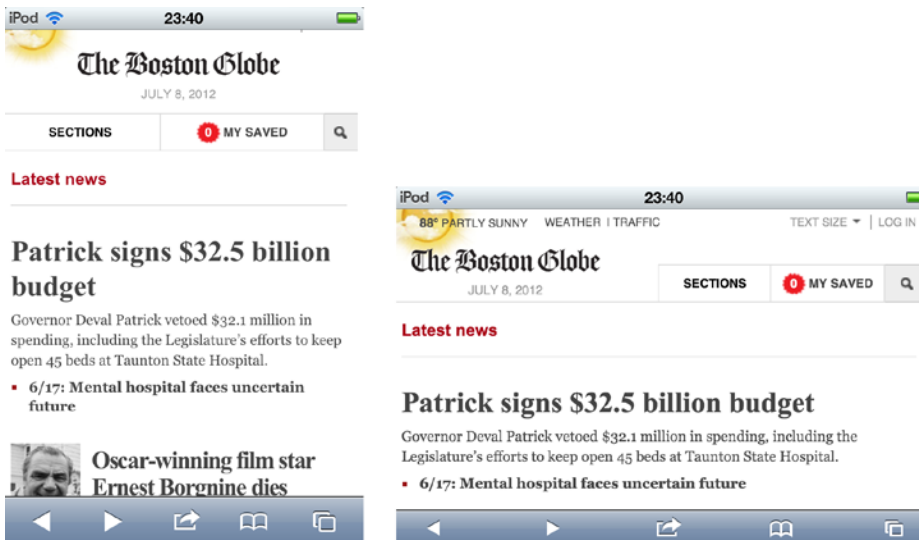 iPod 23:40
The Boston Globe
JULY 8, 2012
SECTIONS 0 MY SAVED
Latest news
Patrick signs $32.5 billion
budget
Governor Deval Patrick vetoed $32.1 million in
spending, including the Legislature's efforts to keep
open 45 beds at Taunton State Hospital.
6/17: Mental hospital faces uncertain
future
Oscar-winning film star
Ernest Borgnine dies
iPod 23:40
88° PARTLY SUNNY WEATHER | TRAFFIC TEXT SIZE | LOG IN
The Boston Globe
JULY 8, 2012
SECTIONS 0 MY SAVED
Latest news
Patrick signs $32.5 billion budget
Governor Deval Patrick vetoed $32.1 million in spending, including the
Legislature's efforts to keep open 45 beds at Taunton State Hospital.
6/17: Mental hospital faces uncertain future